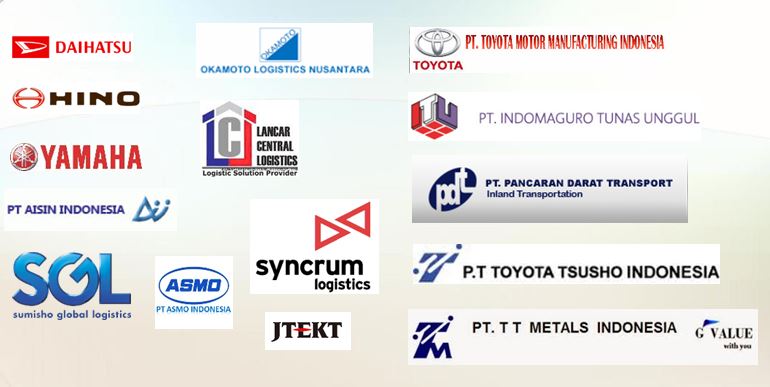 DAIHATSU
HINO
YAMAHA
PT AISIN INDONESIA
SGL
sumisho global logistics
OKAMOTO
OKAMOTO LOGISTICS NUSANTARA
LC
LANCAR
CENTRAL
LOGISTICS
Logistic Solution Provider
syncrum
logistics
ASMO
PT ASMO INDONESIA
JTEKT
PT. TOYOTA MOTOR MANUFACTURING INDONESIA
TOYOTA
ITU
PT. INDOMAGURO TUNAS UNGGUL
pdt
PT. PANCARAN DARAT TRANSPORT
Inland Transportation
P.T TOYOTA TSUSHO INDONESIA
PT. T T METALS INDONESIA
G VALUE
with you